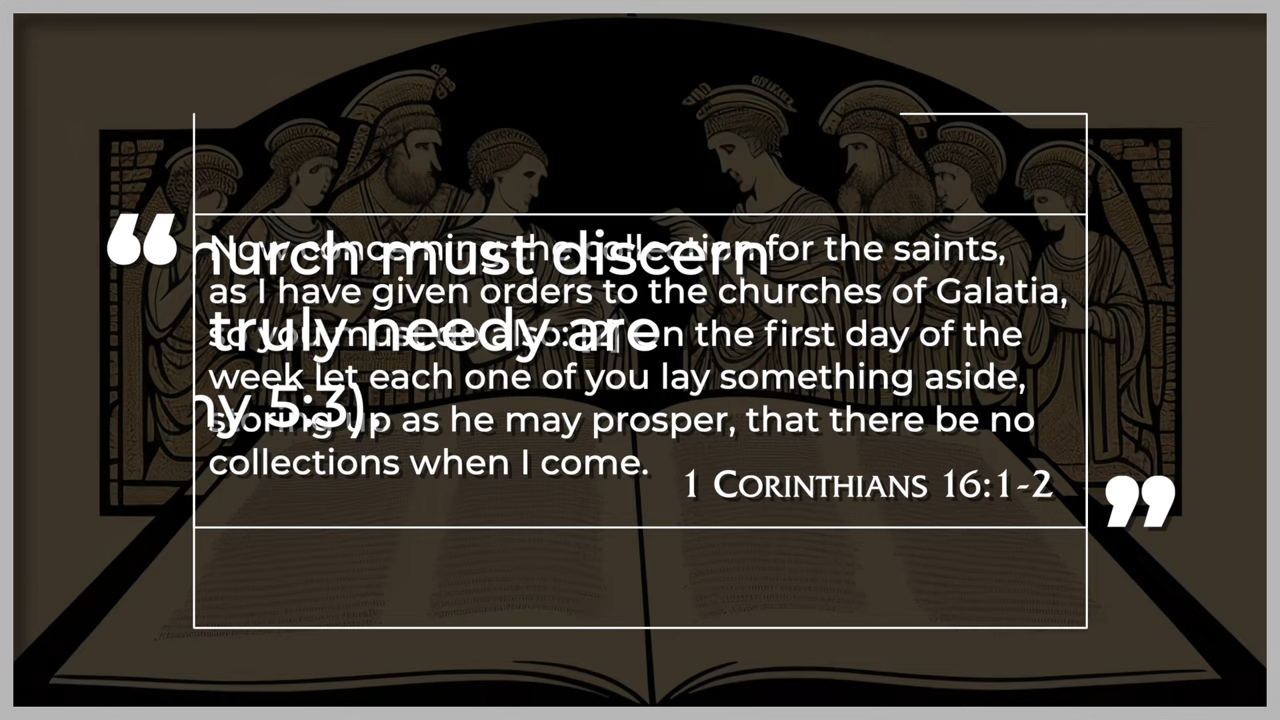 “
Now concerning the collection for the saints,
as I have given orders to the churches of Galatia,
so you must do also: [2] On the first day of the
week let each one of you lay something aside,
storing up as he may prosper, that there be no
collections when I come.
1 Corinthians 16:1-2
”
must discern
truly needy are
5:3).